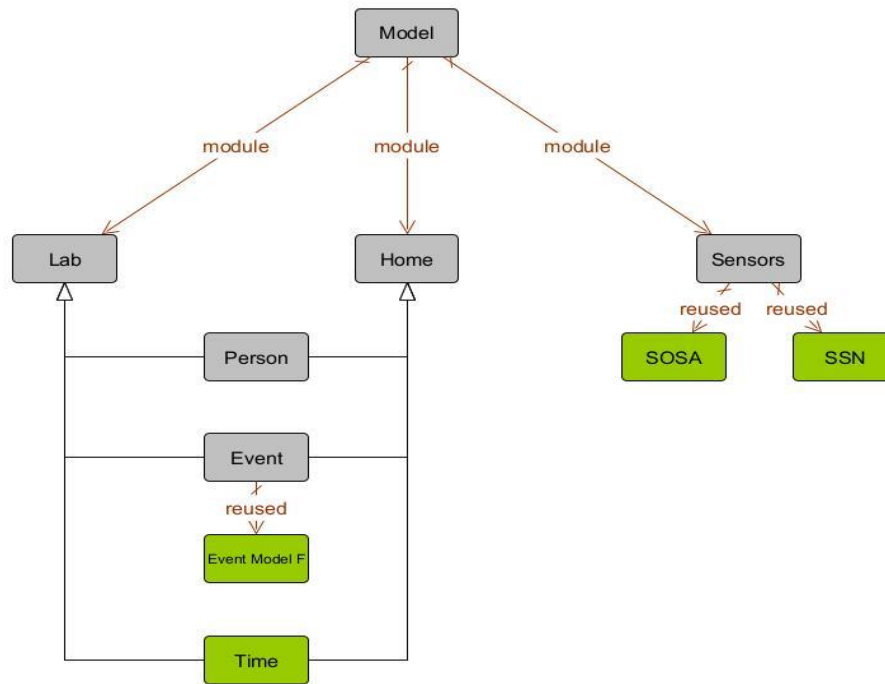 Model
module
module
module
Lab
Home
Sensors
reused
reused
Person
SOSA
SSN
Event
reused
Event Model F
Time